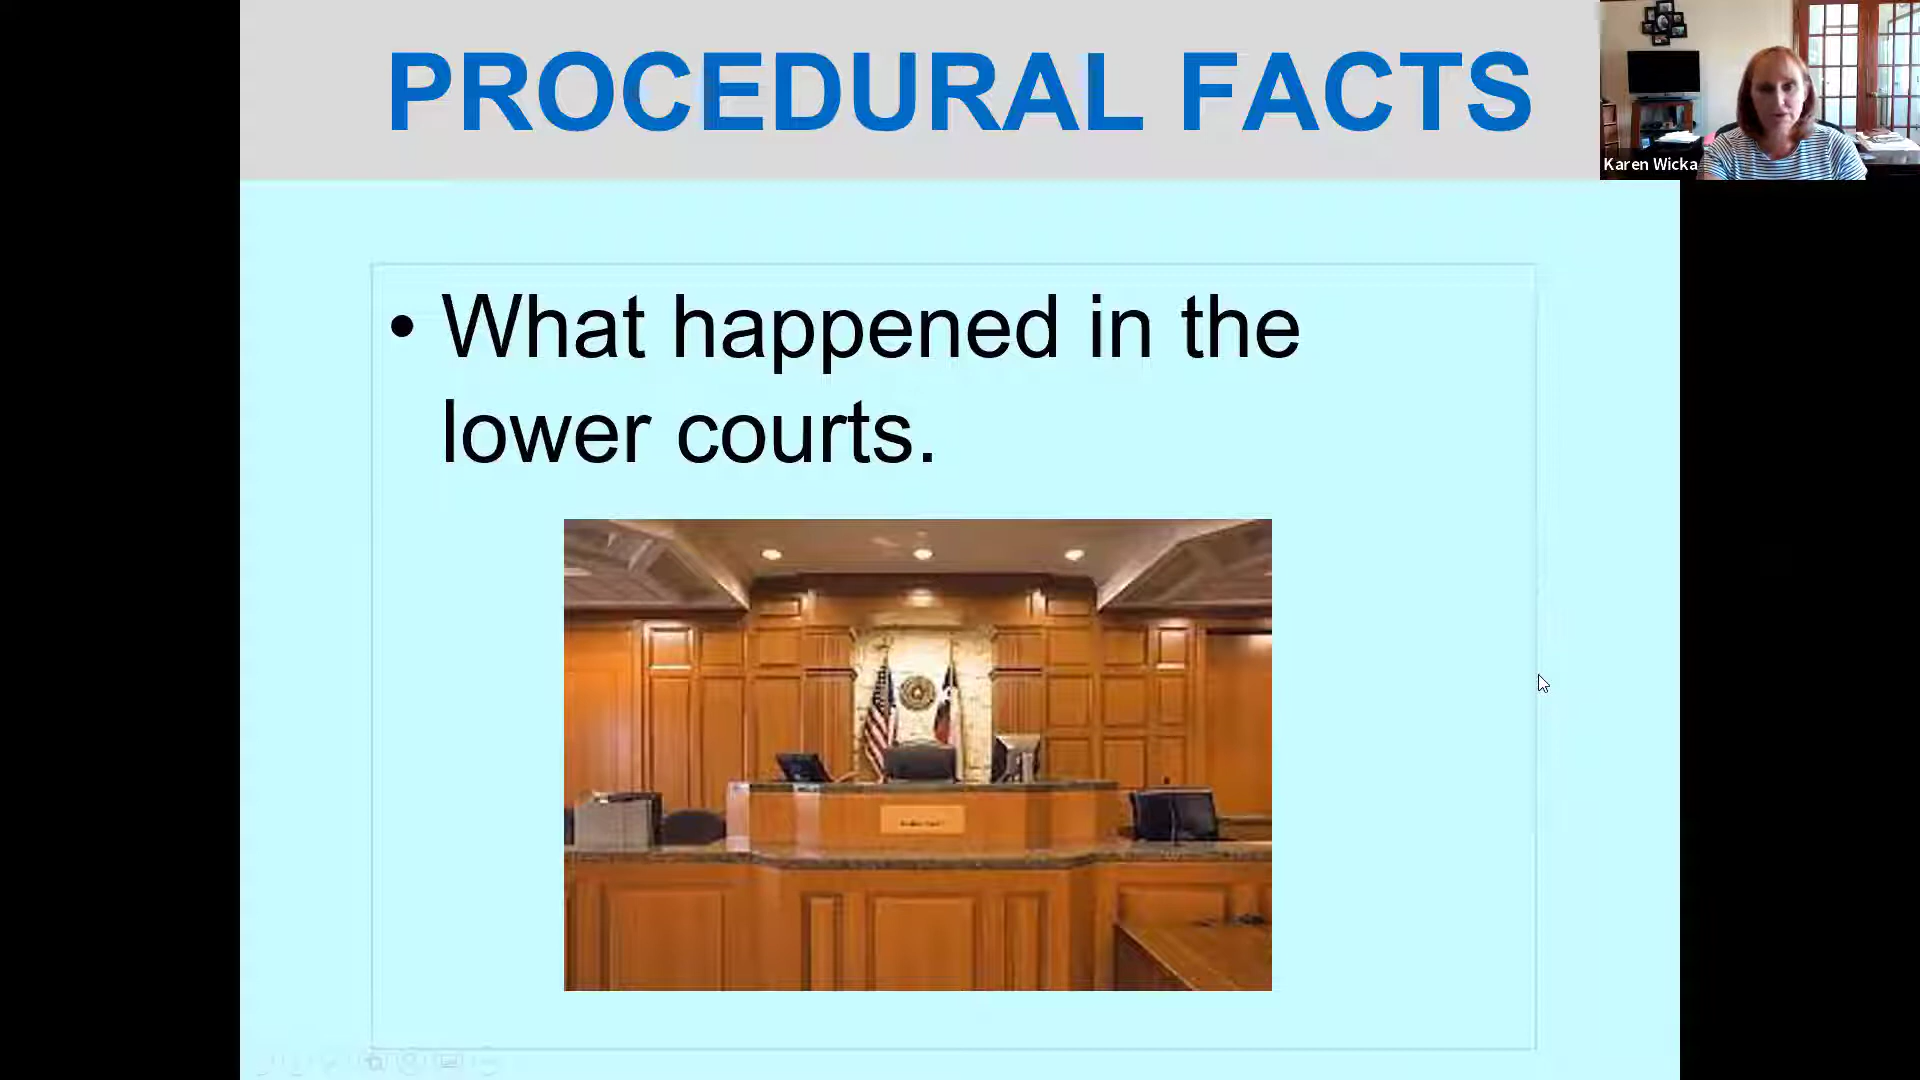 PROCEDURAL FACTS
Karen Wicka
• What happened in the
lower courts.